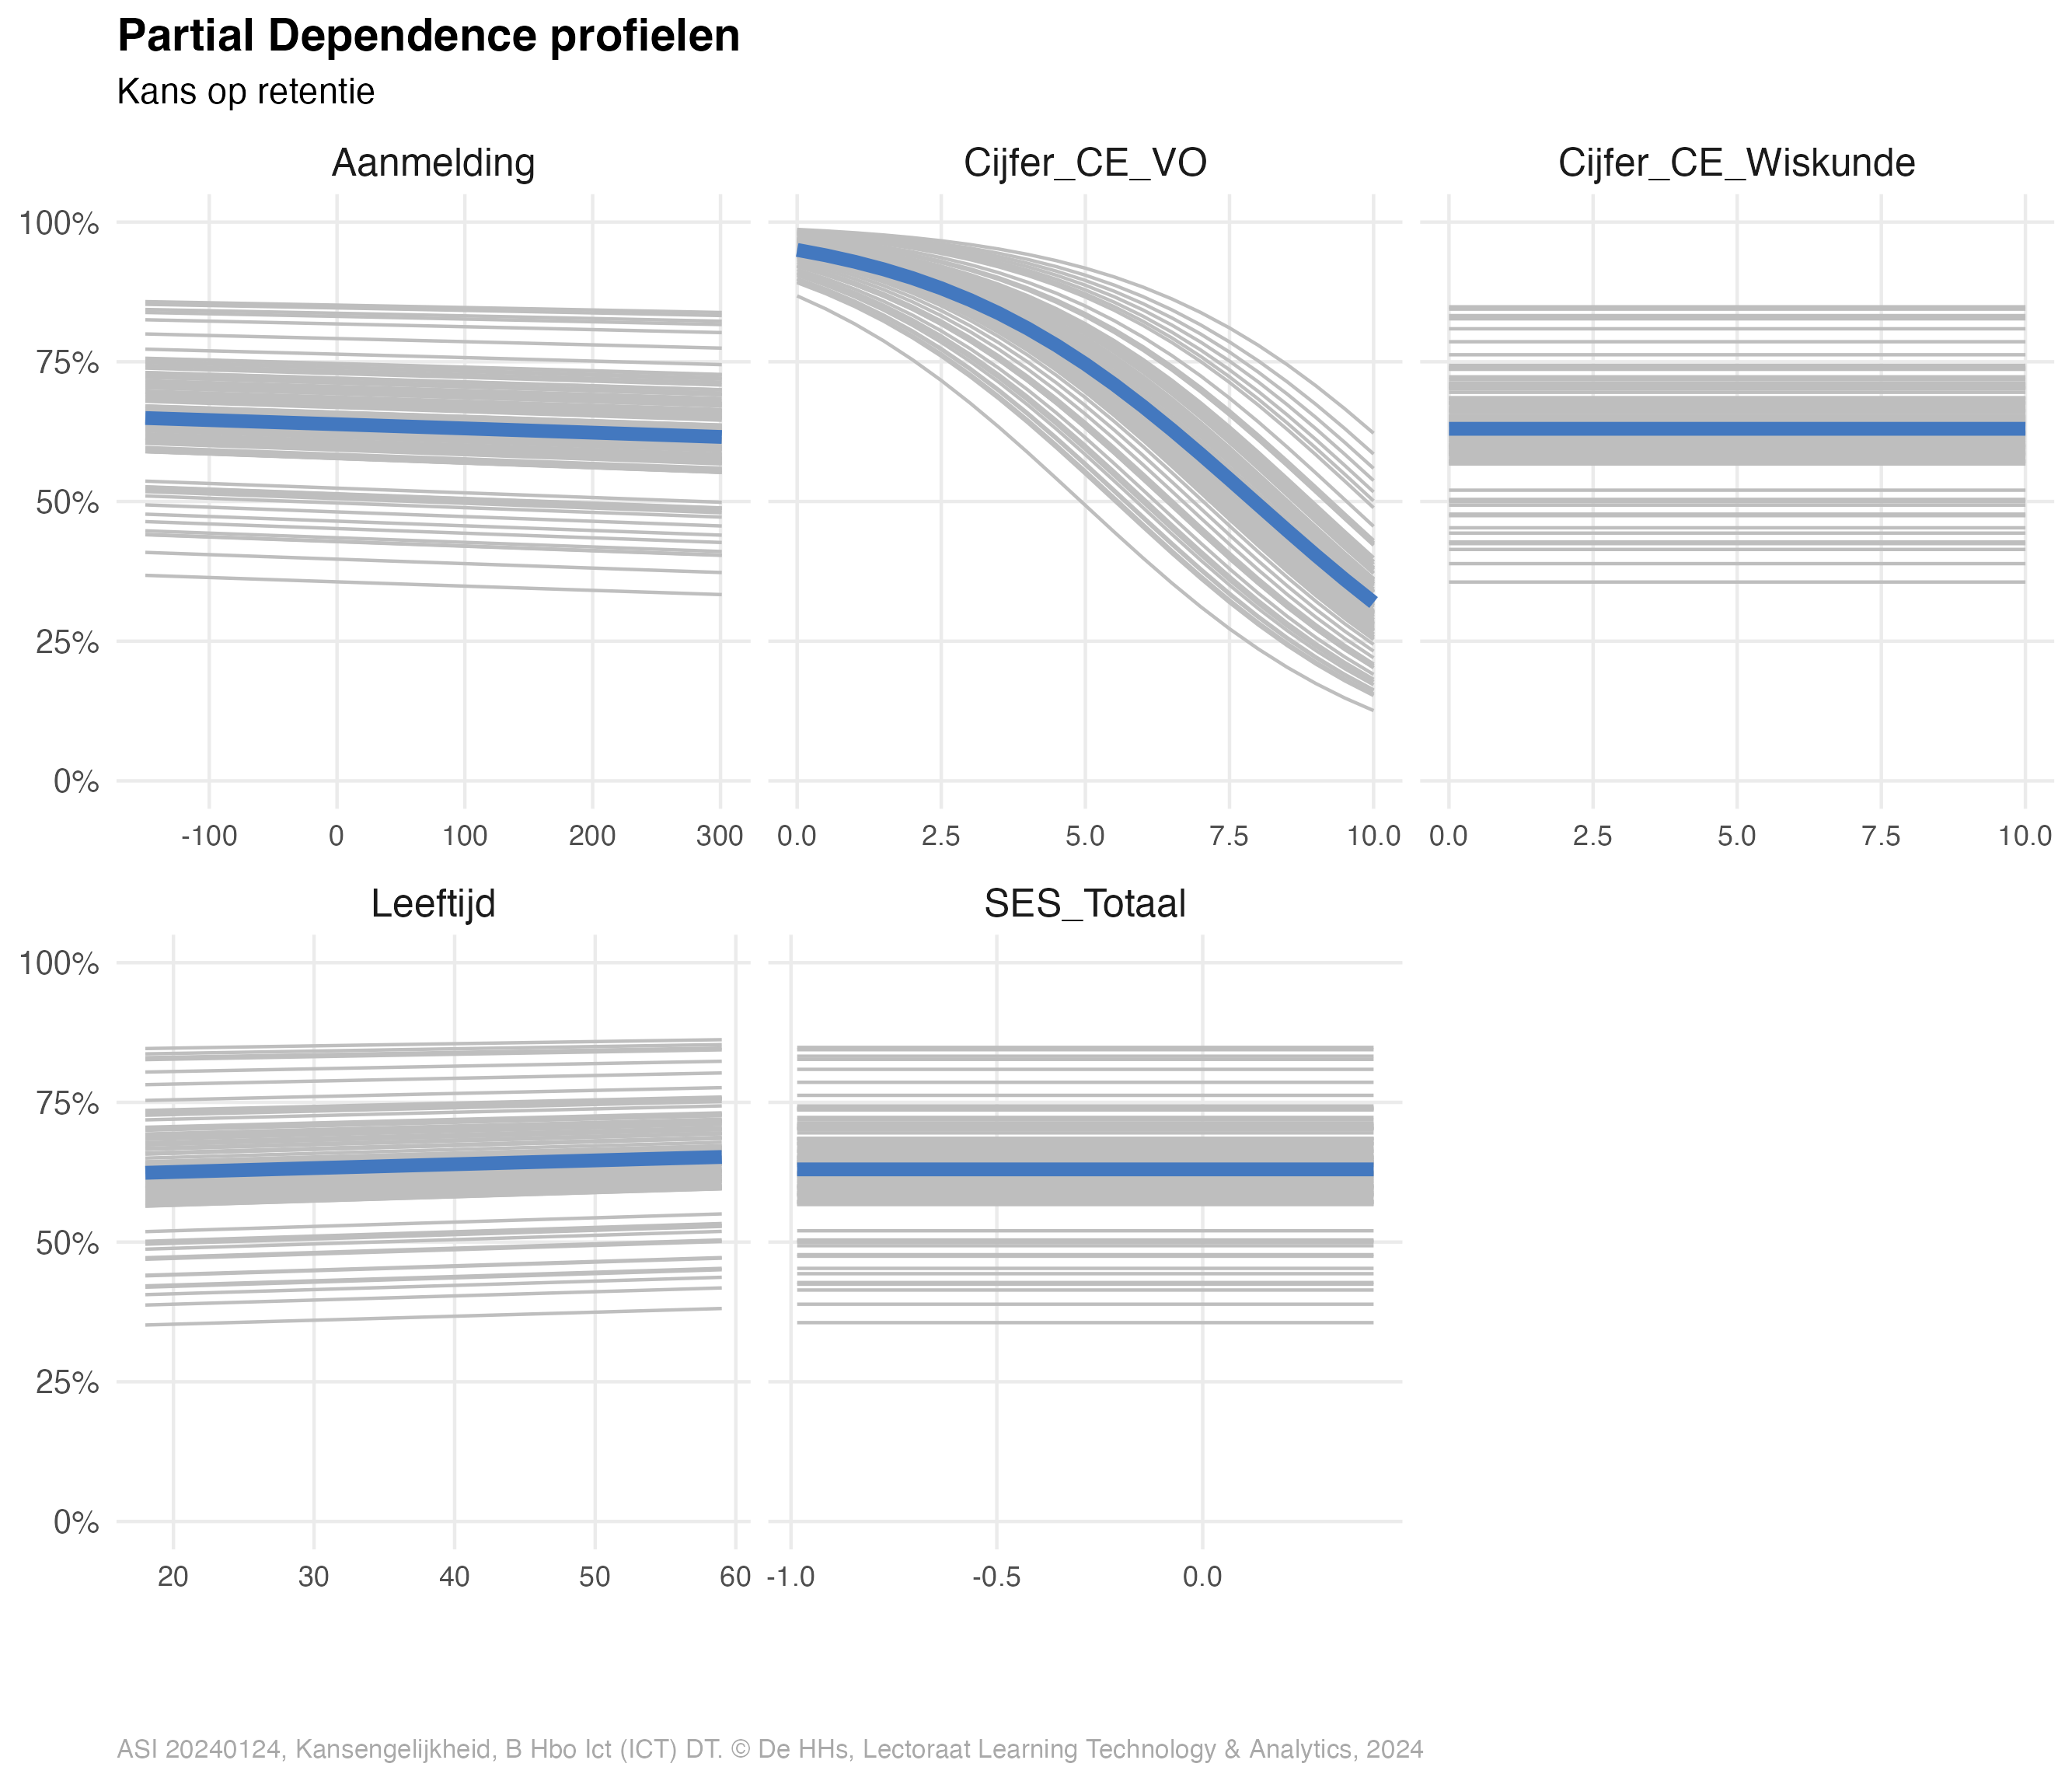 Partial Dependence profielen
Kans op retentie
Aanmelding Cijfer_CE_VO Cijfer_CE_Wiskunde
100%
75%
50%
25%
0%
-100 0 100 200 300 0.0 2.5 5.0 7.5 10.0 0.0 2.5 5.0 7.5 10.0
Leeftijd SES_Totaal
100%
75%
50%
25%
0%
20 30 40 50 60 -1.0 -0.5 0.0
ASI 20240124, Kansengelijkheid, B Hbo Ict (ICT) DT. © De HHs, Lectoraat Learning Technology & Analytics, 2024